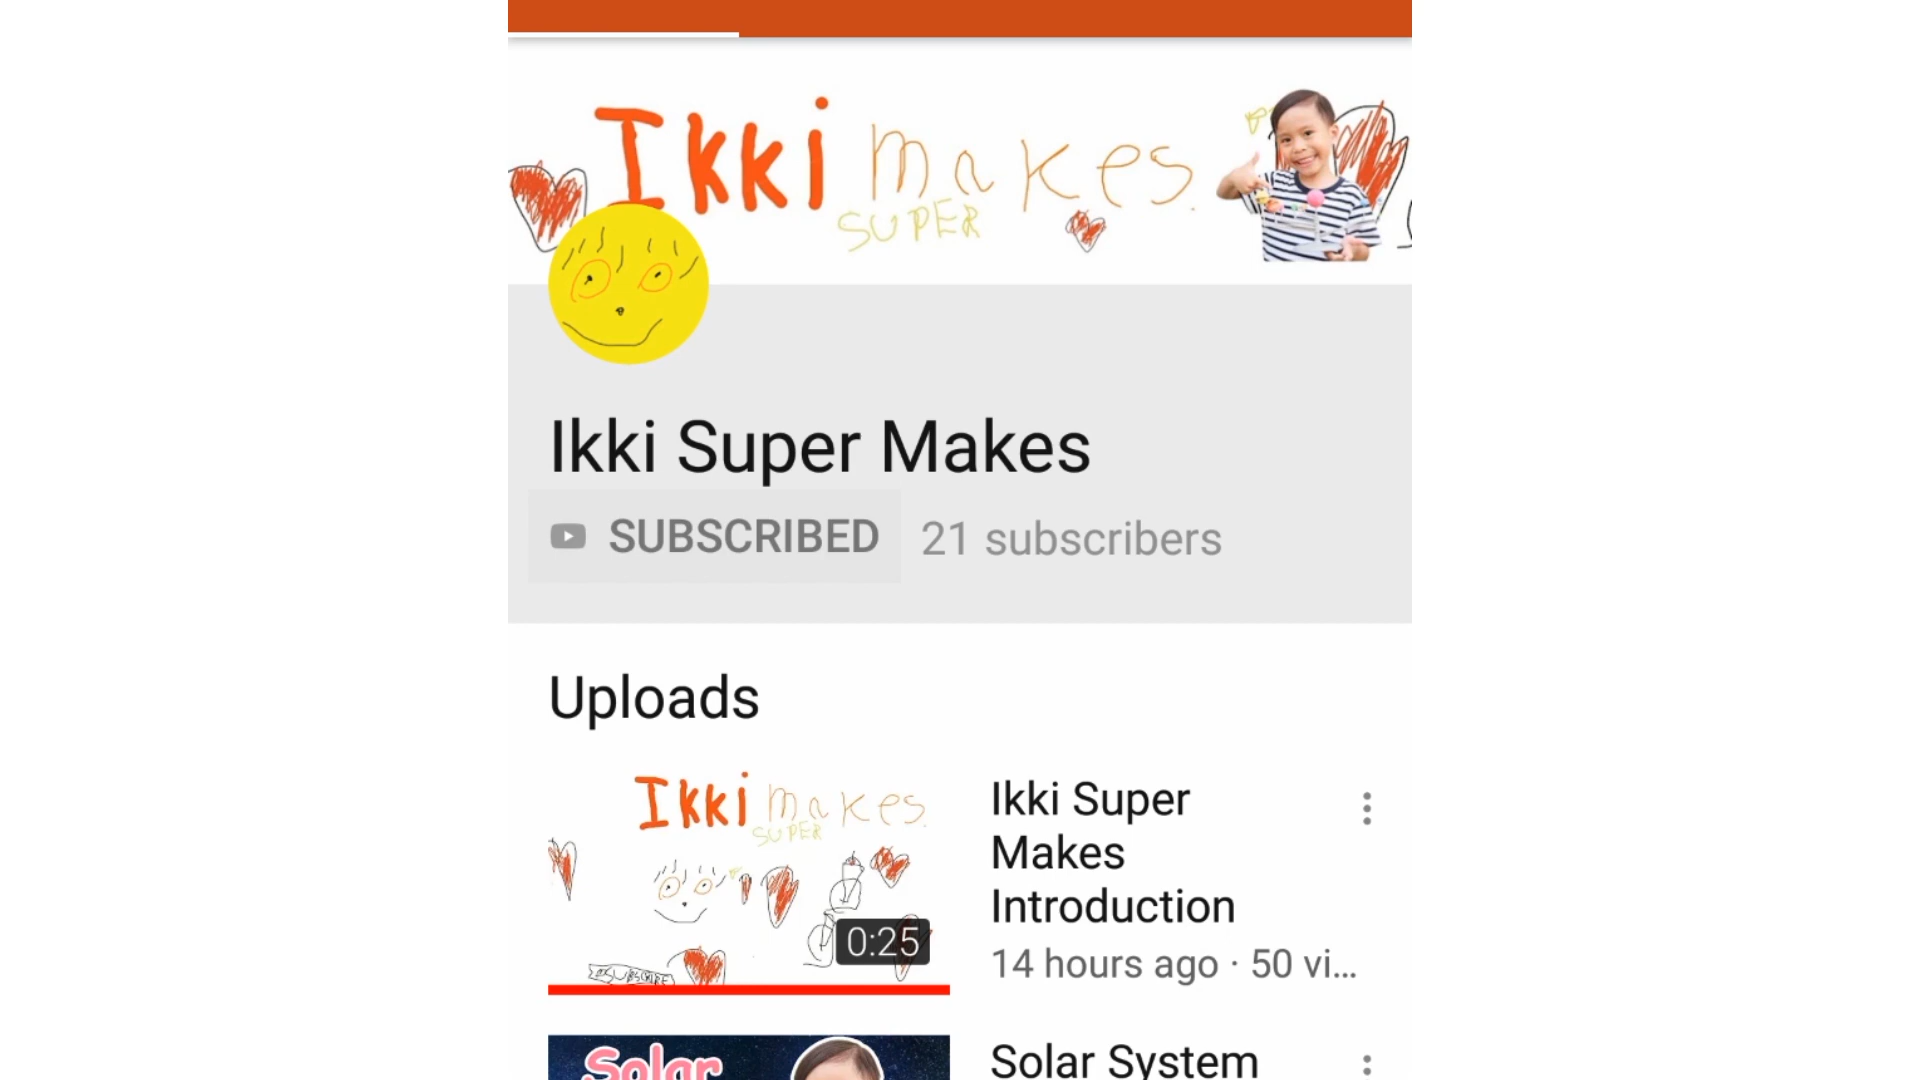 Ikki makes
SUPER
Ikki Super Makes
SUBSCRIBED 21 subscribers
Uploads
Ikki makes
SUPER
SUBSCRIBE
0:25
Ikki Super
Makes
Introduction
14 hours ago · 50 vi...
Solar
Solar System